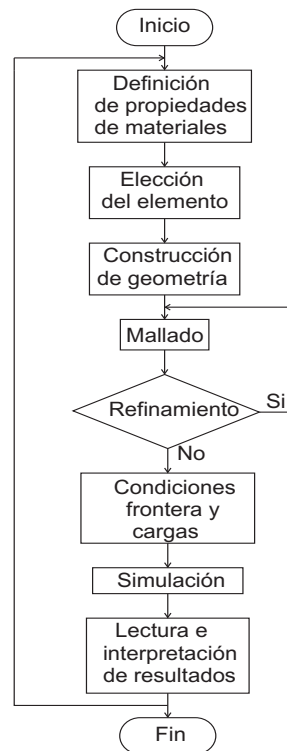 Inicio
Definición
de propiedades
de materiales
Elección
del elemento
Construcción
de geometría
Mallado
Refinamiento
Si
No
Condiciones
frontera y
cargas
Simulación
Lectura e
interpretación
de resultados
Fin